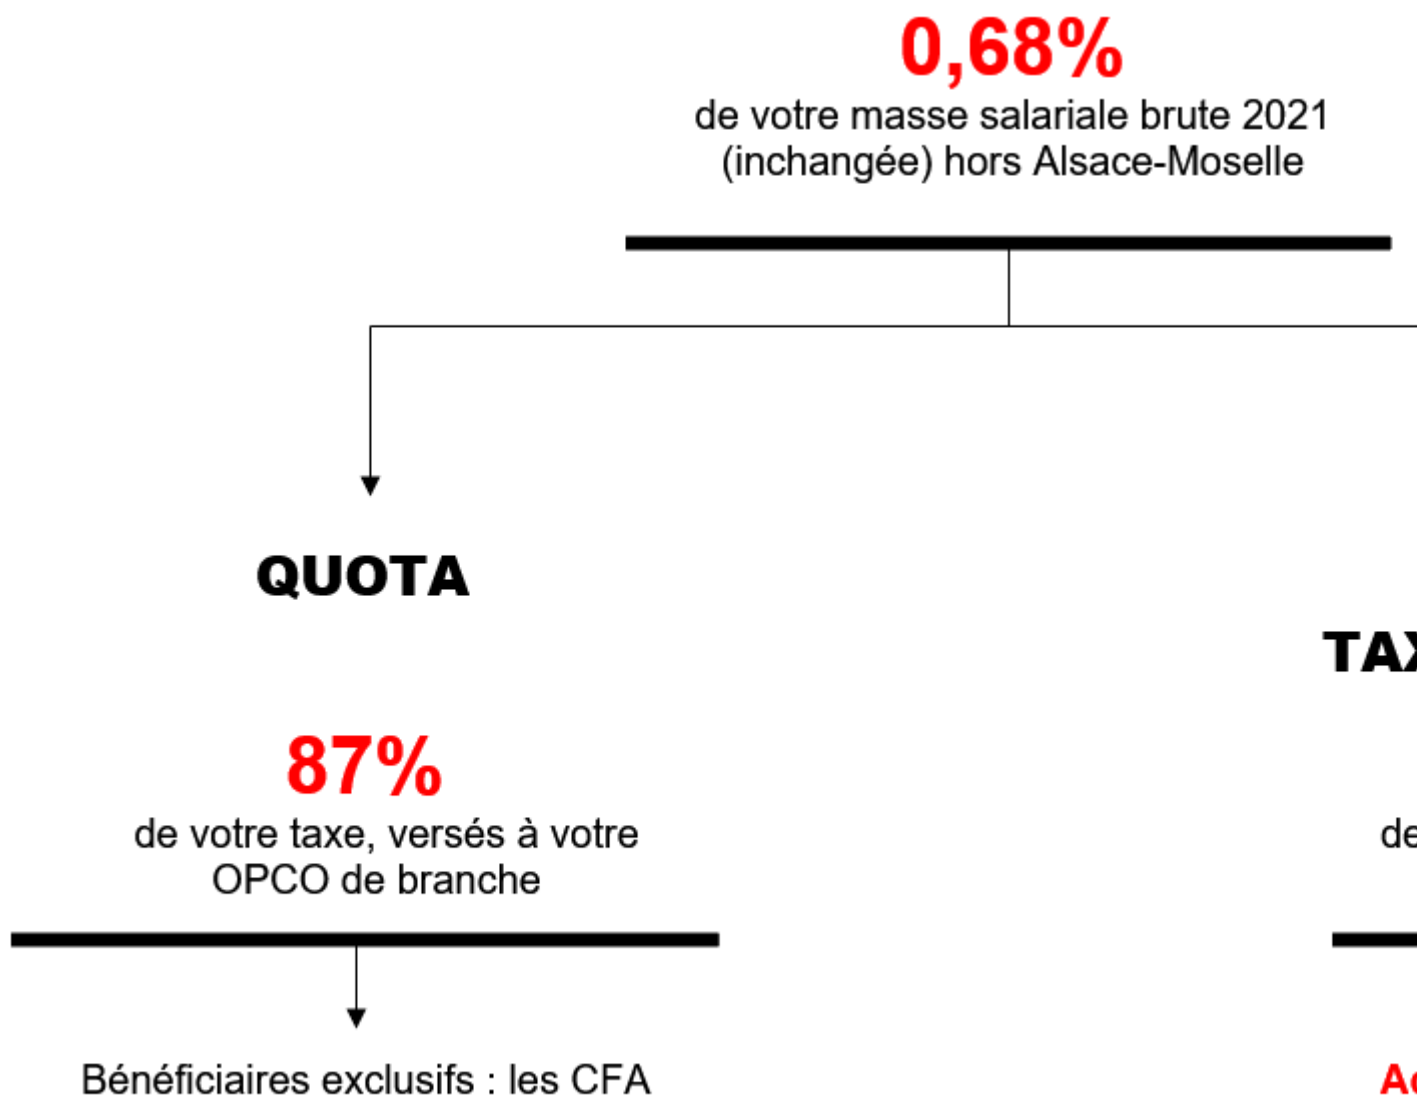 0,68%
de votre masse salariale brute 2021
(inchangée) hors Alsace-Moselle
QUOTA
87%
de votre taxe, versés à votre
OPCO de branche
Bénéficiaires exclusifs : les CFA